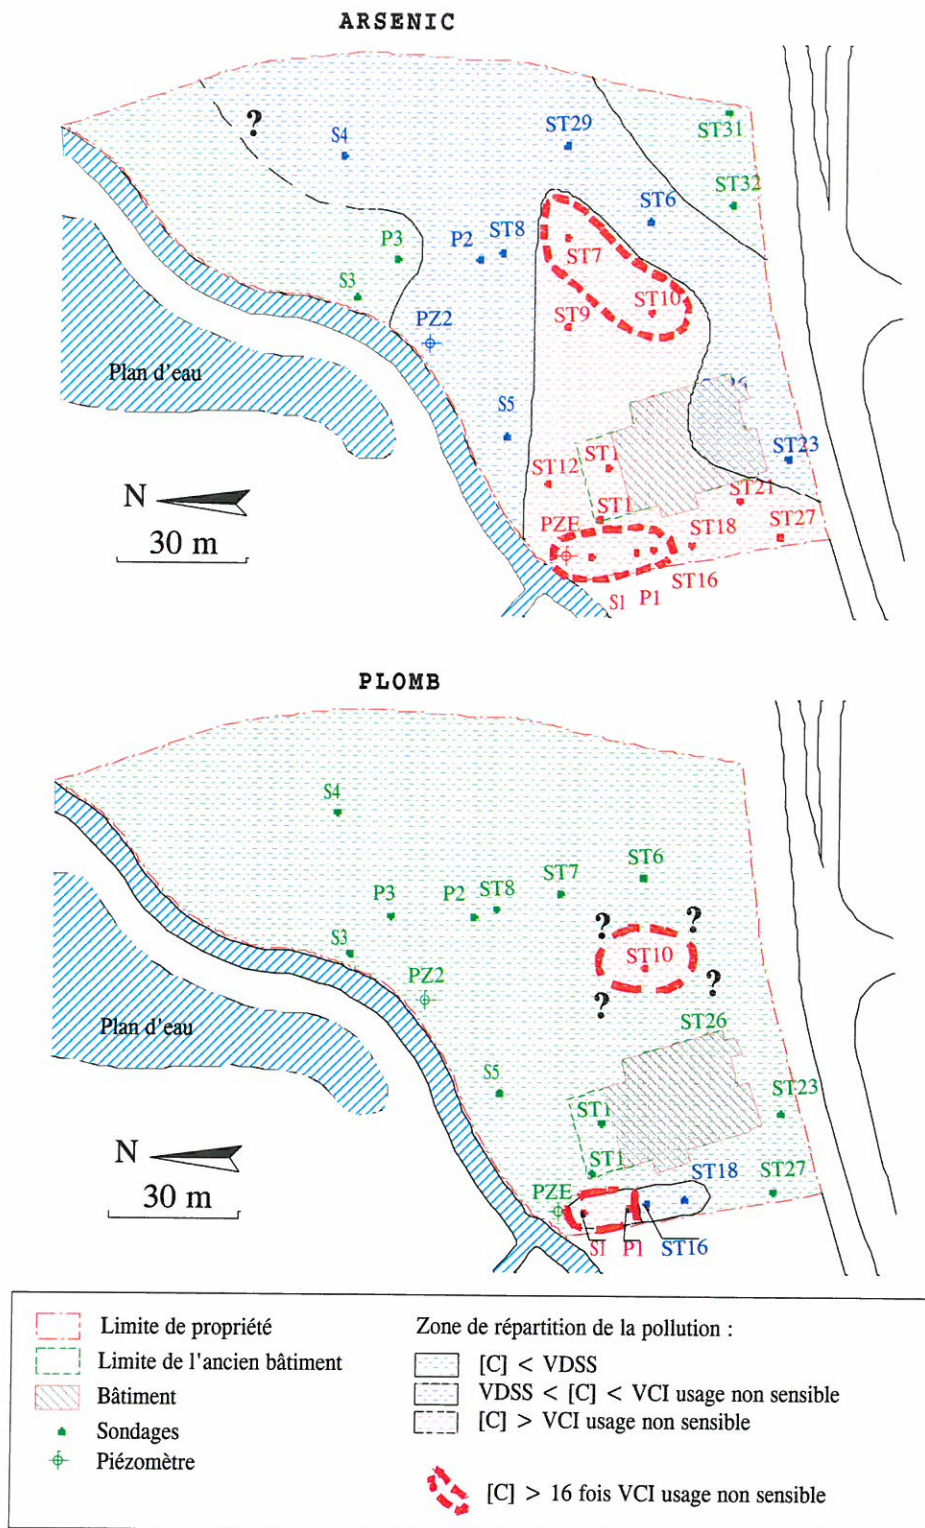 ARSENIC
?
S4
ST29
ST31
ST32
ST6
P3
P2
ST8
ST7
S3
ST10
PZ2
ST9
Plan d'eau
S5
ST23
ST12
ST1
N
ST21
ST1
PZE
ST18
ST27
30 m
ST16
S1
P1
PLOMB
S4
ST6
ST7
P3
P2
ST8
?
?
S3
ST10
PZ2
?
?
Plan d'eau
ST26
S5
ST23
ST1
N
ST1
ST18
ST27
30 m
PZE
S1
P1
ST16
Limite de propriété
Limite de l'ancien bâtiment
Bâtiment
Sondages
Piézomètre
Zone de répartition de la pollution :
[C] < VDSS
VDSS < [C] < VCI usage non sensible
[C] > VCI usage non sensible
[C] > 16 fois VCI usage non sensible